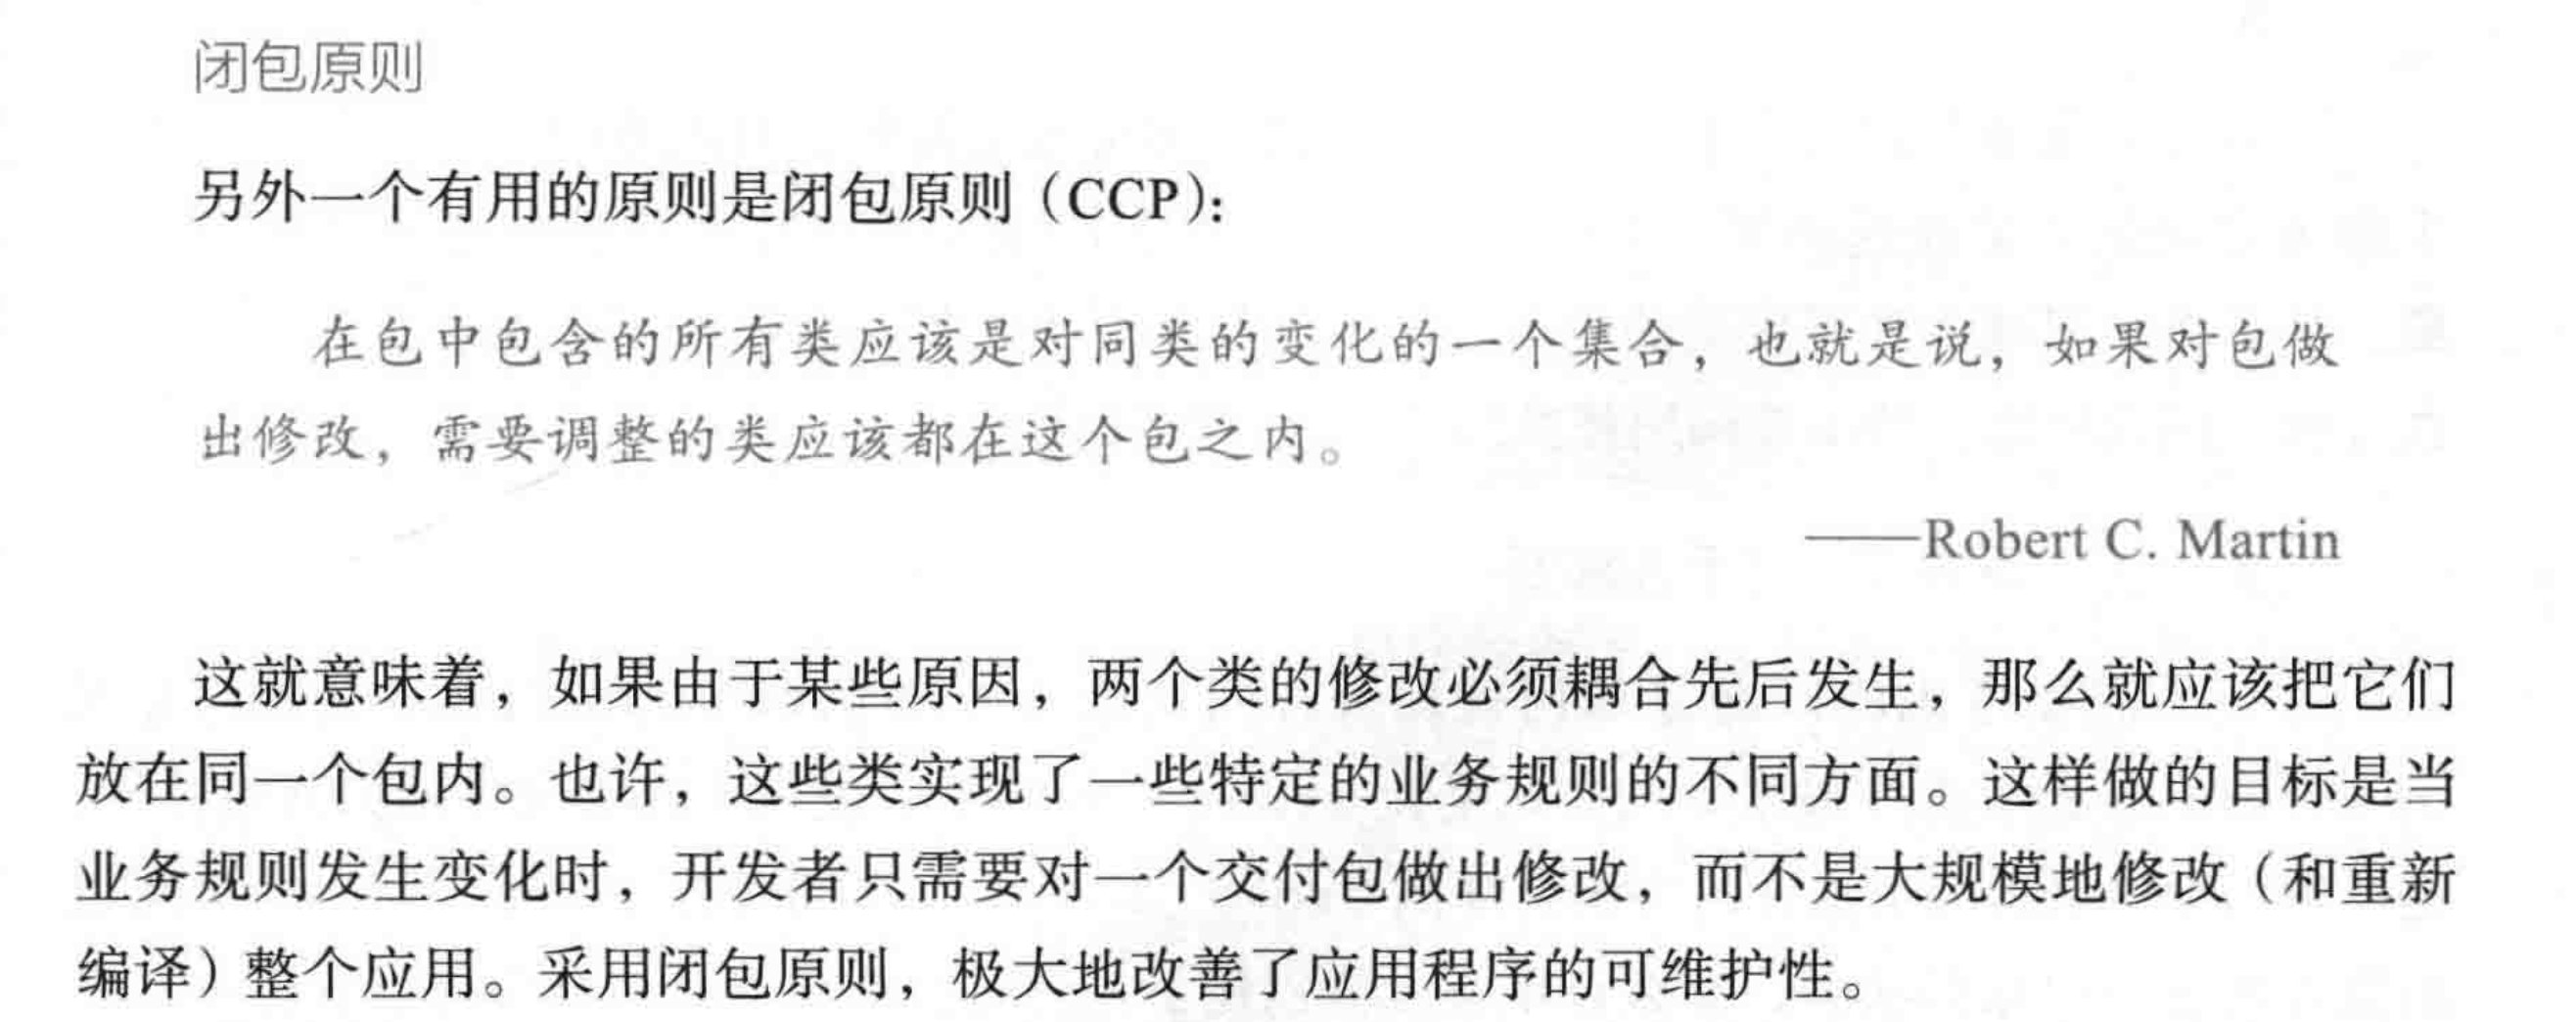 闭包原则
另外一个有用的原则是闭包原则（CCP）：
在包中包含的所有类应该是对同类的变化的一个集合，也就是说，如果对包做
出修改，需要调整的类应该都在这个包之内。
——Robert C. Martin
这就意味着，如果由于某些原因，两个类的修改必须耦合先后发生，那么就应该把它们
放在同一个包内。也许，这些类实现了一些特定的业务规则的不同方面。这样做的目标是当
业务规则发生变化时，开发者只需要对一个交付包做出修改，而不是大规模地修改（和重新
编译）整个应用。采用闭包原则，极大地改善了应用程序的可维护性。